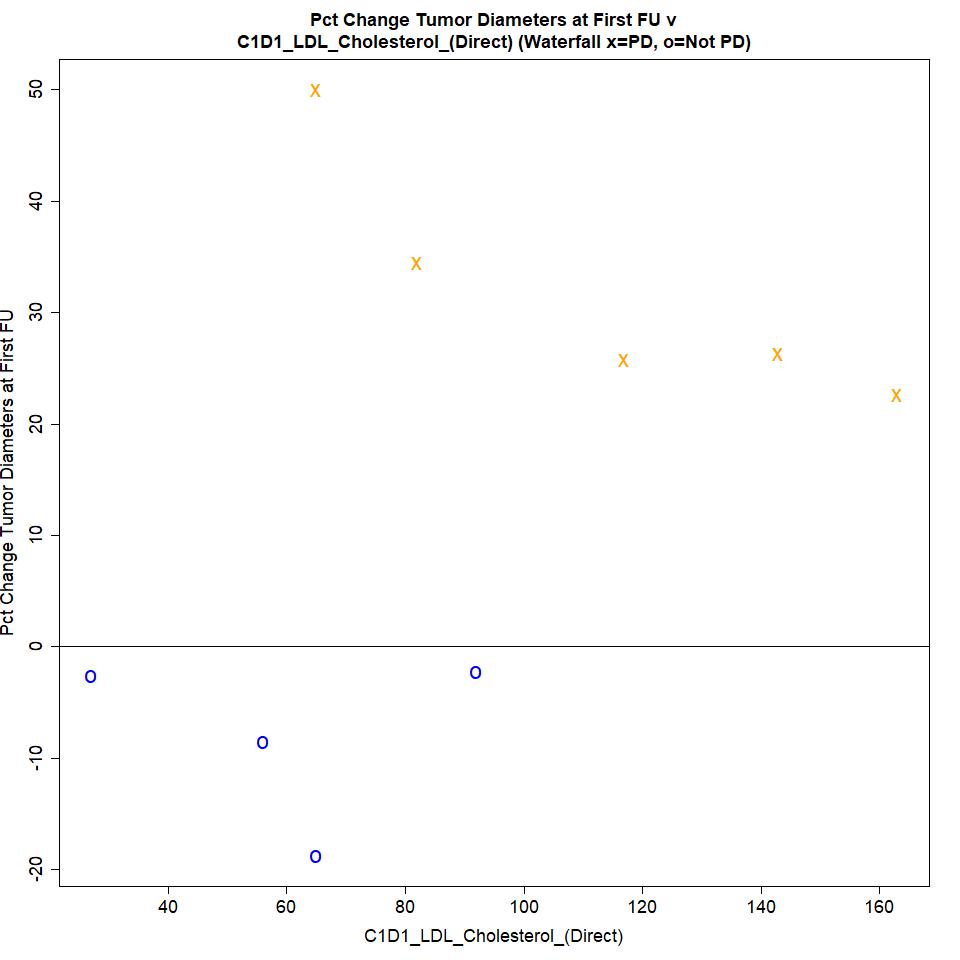 Pct Change Tumor Diameters at First FU v
C1D1_LDL_Cholesterol_(Direct) (Waterfall x=PD, o=Not PD)
Pct Change Tumor Diameters at First FU
50
40
30
20
10
0
-10
-20
X
X
X
X
X
O
O
O
O
40 60 80 100 120 140 160
C1D1_LDL_Cholesterol_(Direct)